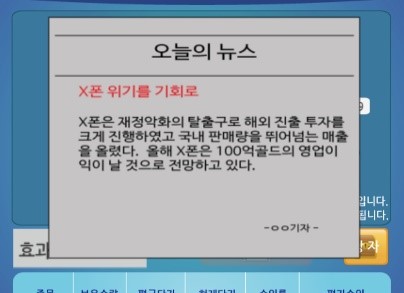 오늘의 뉴스
X폰 위기를 기회로
X폰은 재정악화의 탈출구로 해외 진출 투자를
크게 진행하였고 국내 판매량을 뛰어넘는 매출
을 올렸다. 올해 X폰은 100억골드의 영업이
익이 날 것으로 전망하고 있다.
-ㅇㅇ기자-
입니다.
됩니다.
효과
자
종목 보유수량 평균단가 현재단가 수익률 평가손익